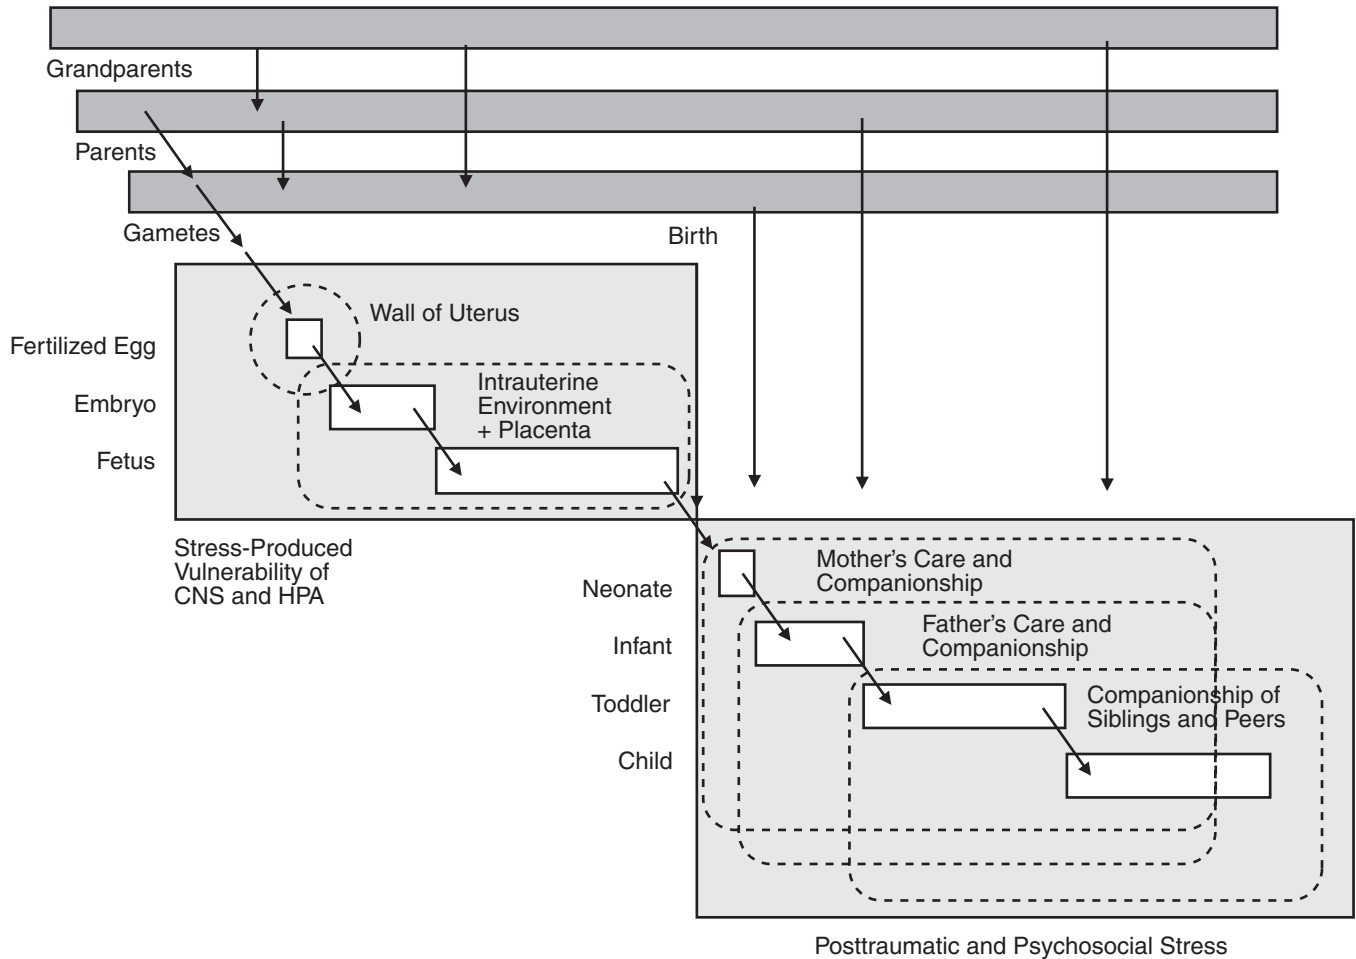 Grandparents
Parents
Gametes
Birth
Wall of Uterus
Fertilized Egg
Intrauterine
Environment
+ Placenta
Embryo
Fetus
Stress-Produced
Vulnerability of
CNS and HPA
Mother’s Care and
Companionship
Neonate
Father’s Care and
Companionship
Infant
Companionship of
Siblings and Peers
Toddler
Child
Posttraumatic and Psychosocial Stress